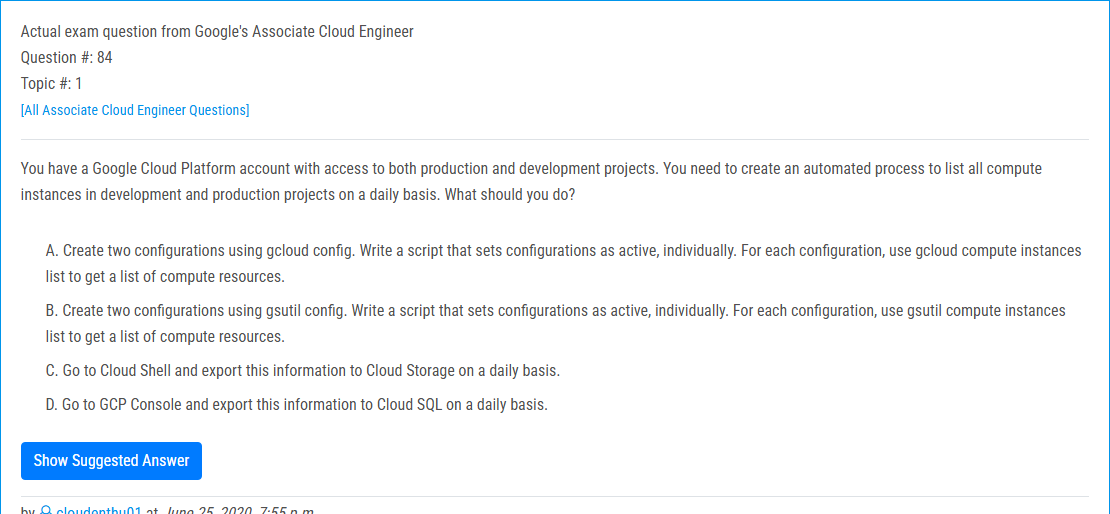 Actual exam question from Google's Associate Cloud Engineer
Question #: 84
Topic #: 1
[All Associate Cloud Engineer Questions]
You have a Google Cloud Platform account with access to both production and development projects. You need to create an automated process to list all compute
instances in development and production projects on a daily basis. What should you do?
A. Create two configurations using gcloud config. Write a script that sets configurations as active, individually. For each configuration, use gcloud compute instances
list to get a list of compute resources.
B. Create two configurations using gsutil config. Write a script that sets configurations as active, individually. For each configuration, use gsutil compute instances
list to get a list of compute resources.
C. Go to Cloud Shell and export this information to Cloud Storage on a daily basis.
D. Go to GCP Console and export this information to Cloud SQL on a daily basis.
Show Suggested Answer
by cloudenthu01 at June 25, 2020, 7:55 p.m.